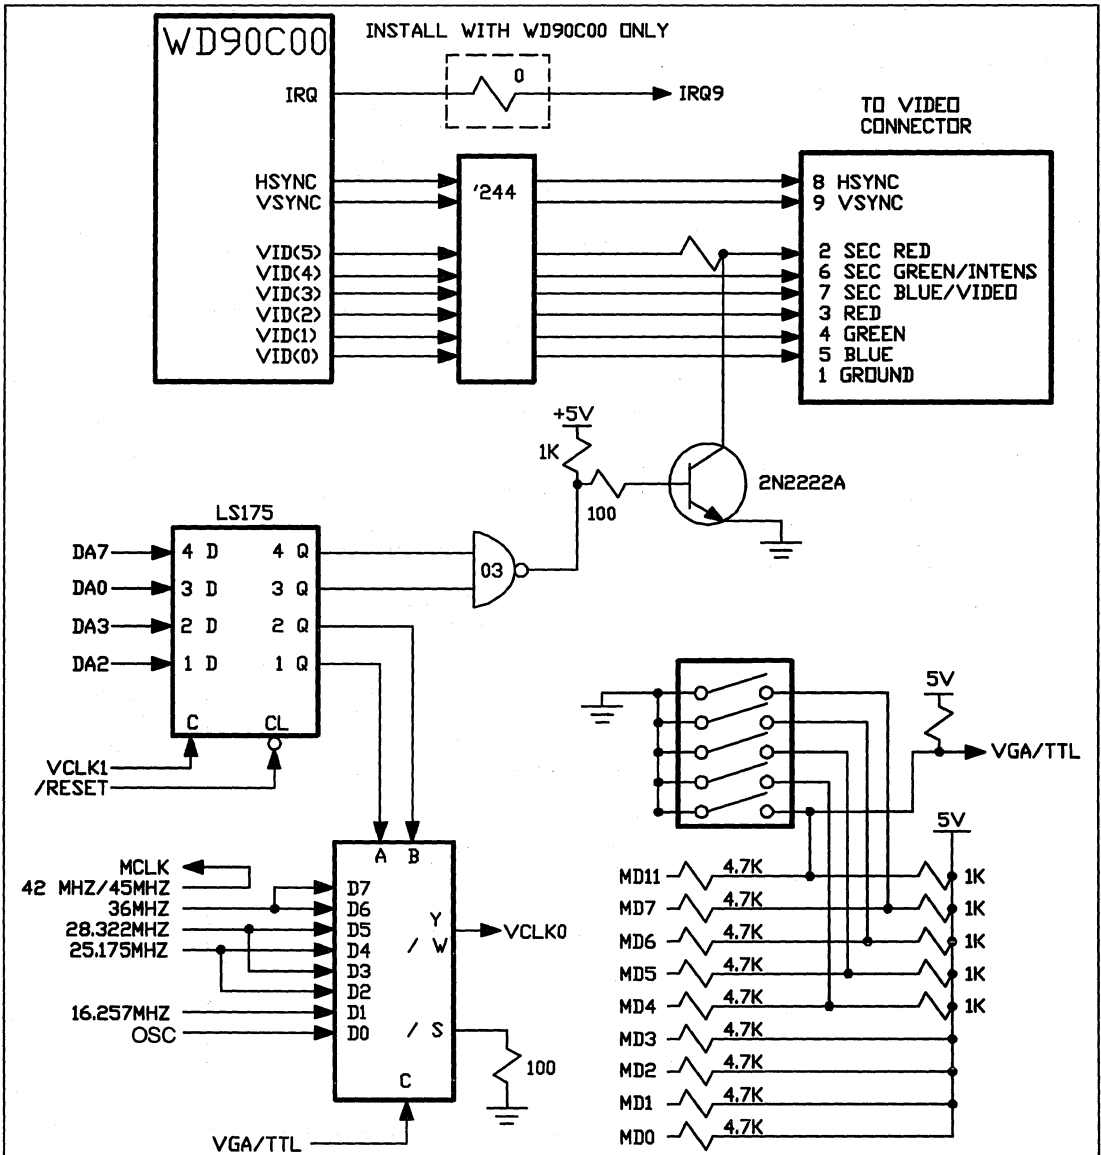 WD90C00
INSTALL WITH WD90C00 ONLY
0
IRQ
IRQ9
TO VIDEO
CONNECTOR
HSYNC
VSYNC
'244
8 HSYNC
9 VSYNC
VID(5)
VID(4)
VID(3)
VID(2)
VID(1)
VID(0)
2 SEC RED
6 SEC GREEN/INTENS
7 SEC BLUE/VIDEO
3 RED
4 GREEN
5 BLUE
1 GROUND
+5V
1K
100
2N2222A
LS175
DA7
4 D
4 Q
03
DA0
3 D
3 Q
DA3
2 D
2 Q
DA2
1 D
1 Q
C
CL
VCLK1
/RESET
5V
VGA/TTL
5V
A B
MCLK
42 MHZ/45MHZ
36MHZ
28.322MHZ
25.175MHZ
16.257MHZ
OSC
D7
D6
D5
D4
D3
D2
D1
D0
Y
/ W
VCLK0
/ S
100
C
VGA/TTL
MD11 4.7K 1K
MD7 4.7K 1K
MD6 4.7K 1K
MD5 4.7K 1K
MD4 4.7K 1K
MD3 4.7K
MD2 4.7K
MD1 4.7K
MD0 4.7K